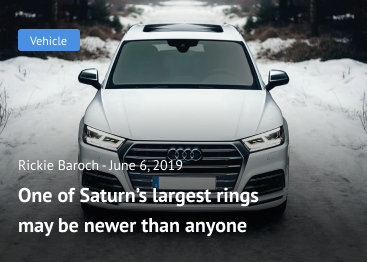 Vehicle
Rickie Baroch - June 6, 2019
One of Saturn's largest rings
may be newer than anyone